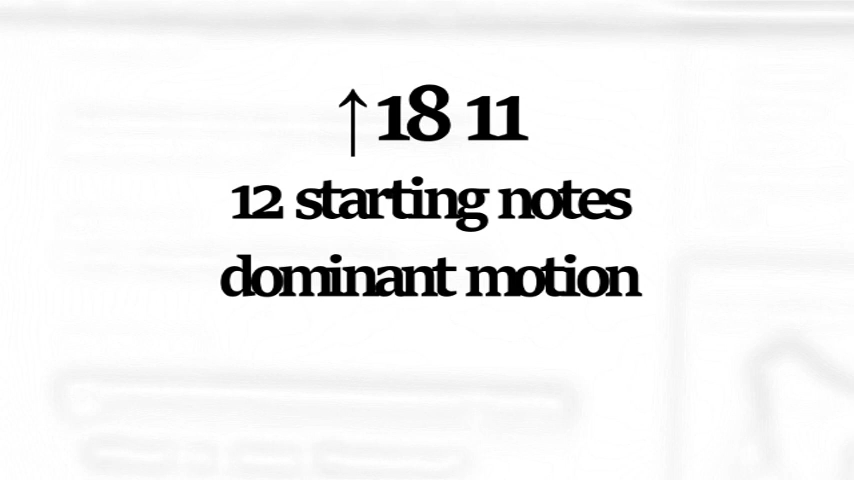 ↑18 11
12 starting notes
dominant motion